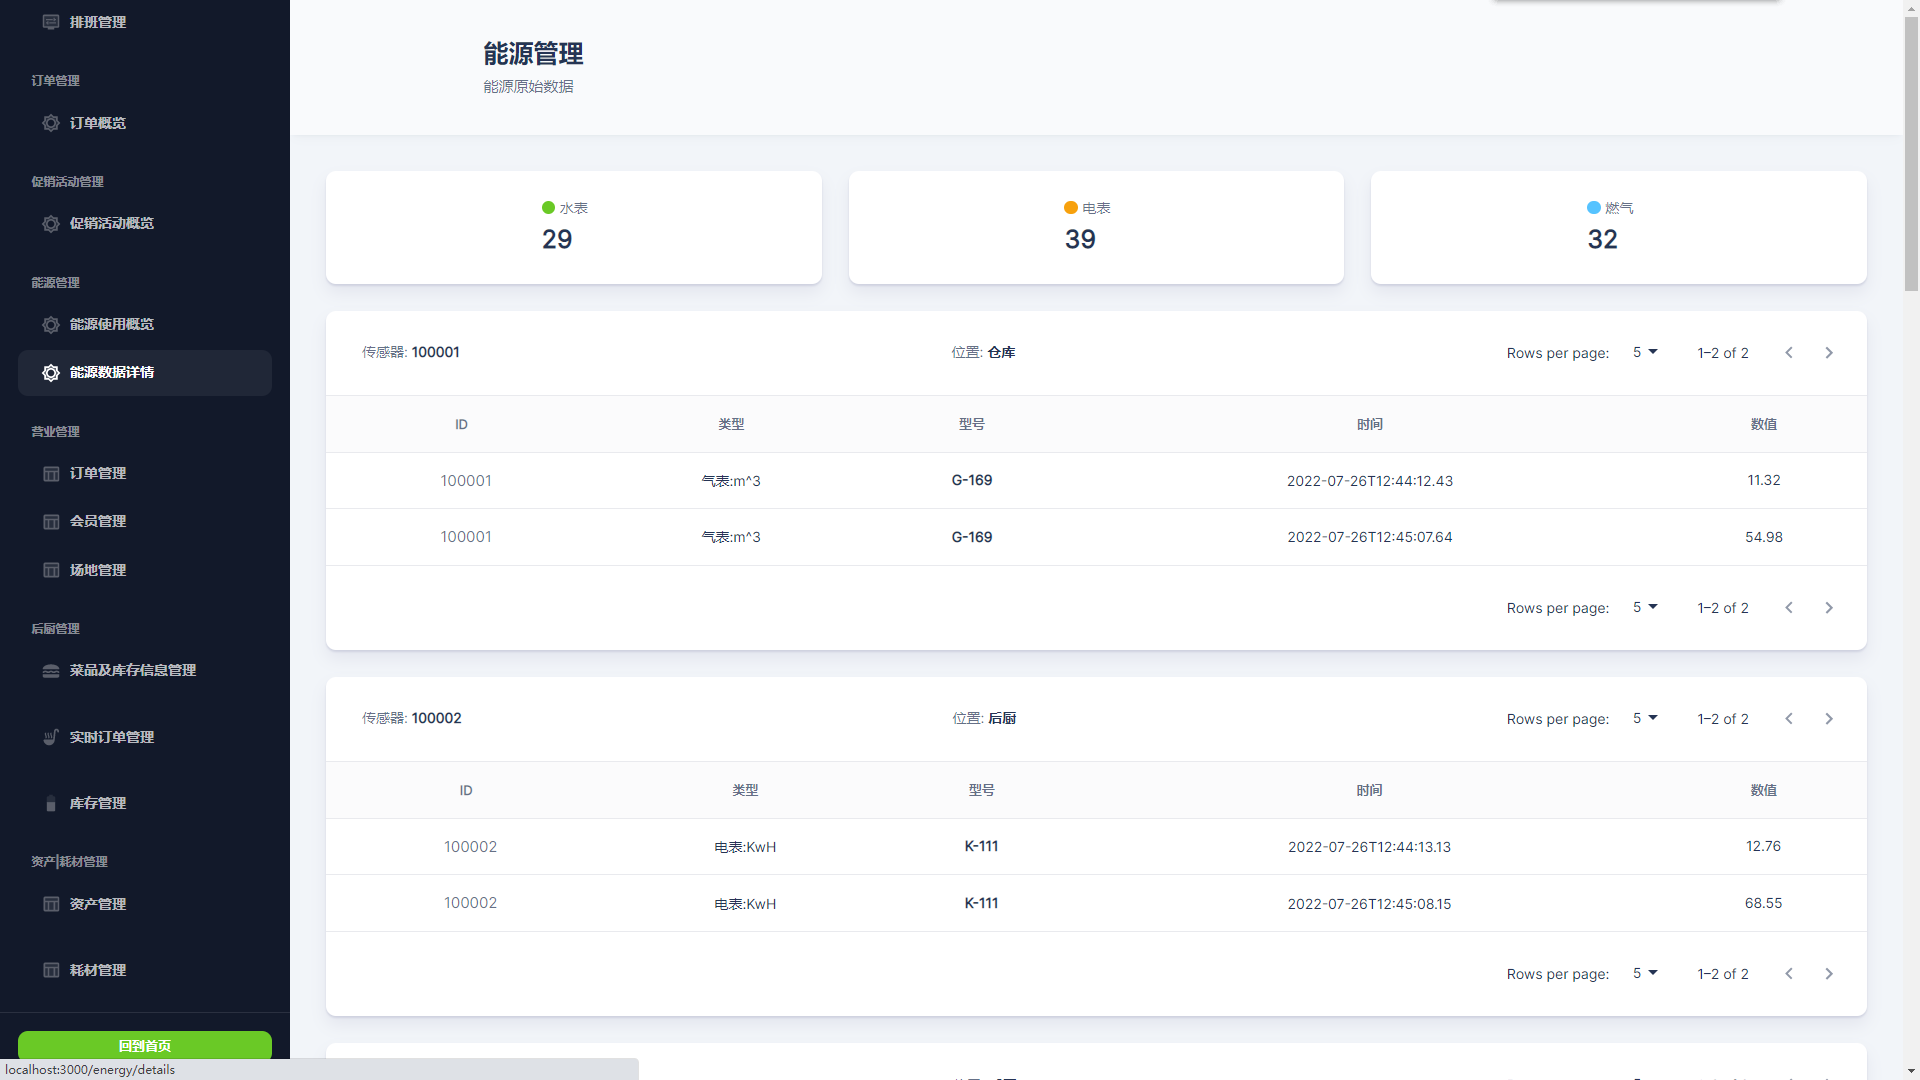 排班管理
订单管理
订单概览
促销活动管理
促销活动概览
能源管理
能源使用概览
能源数据详情
营业管理
订单管理
会员管理
场地管理
后厨管理
菜品及库存信息管理
实时订单管理
库存管理
资产|耗材管理
资产管理
耗材管理
回到首页
localhost:3000/energy/details
能源管理
能源原始数据
水表
29
电表
39
燃气
32
传感器: 100001 位置: 仓库 Rows per page: 5 1–2 of 2
ID 类型 型号 时间 数值
100001 气表:m^3 G-169 2022-07-26T12:44:12.43 11.32
100001 气表:m^3 G-169 2022-07-26T12:45:07.64 54.98
Rows per page: 5 1–2 of 2
传感器: 100002 位置: 后厨 Rows per page: 5 1–2 of 2
ID 类型 型号 时间 数值
100002 电表:KwH K-111 2022-07-26T12:44:13.13 12.76
100002 电表:KwH K-111 2022-07-26T12:45:08.15 68.55
Rows per page: 5 1–2 of 2